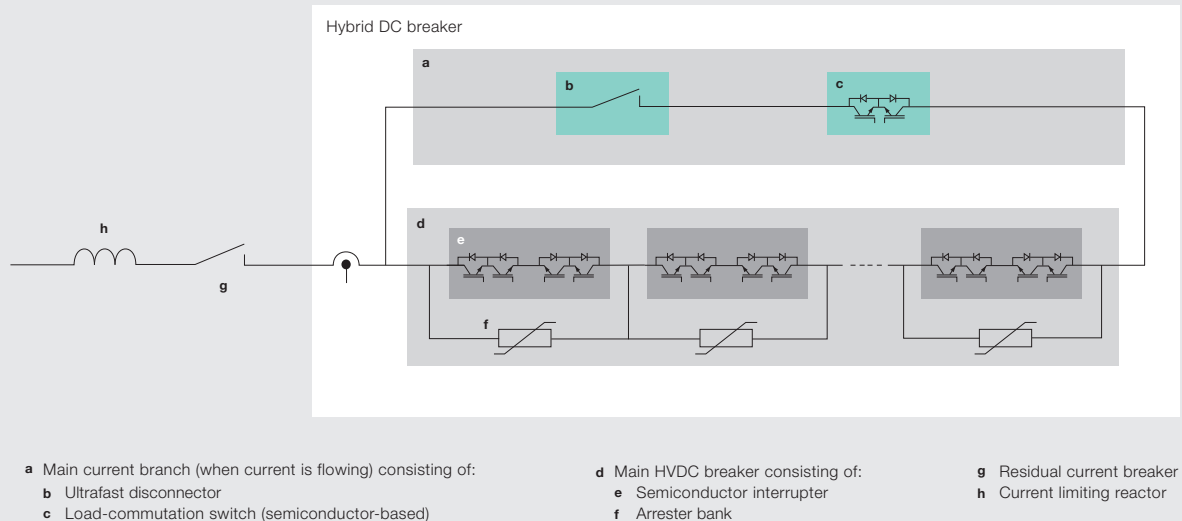 Hybrid DC breaker
a
b
c
h
g
d
e
f
a Main current branch (when current is flowing) consisting of:
b Ultrafast disconnector
c Load-commutation switch (semiconductor-based)
d Main HVDC breaker consisting of:
e Semiconductor interrupter
f Arrester bank
g Residual current breaker
h Current limiting reactor